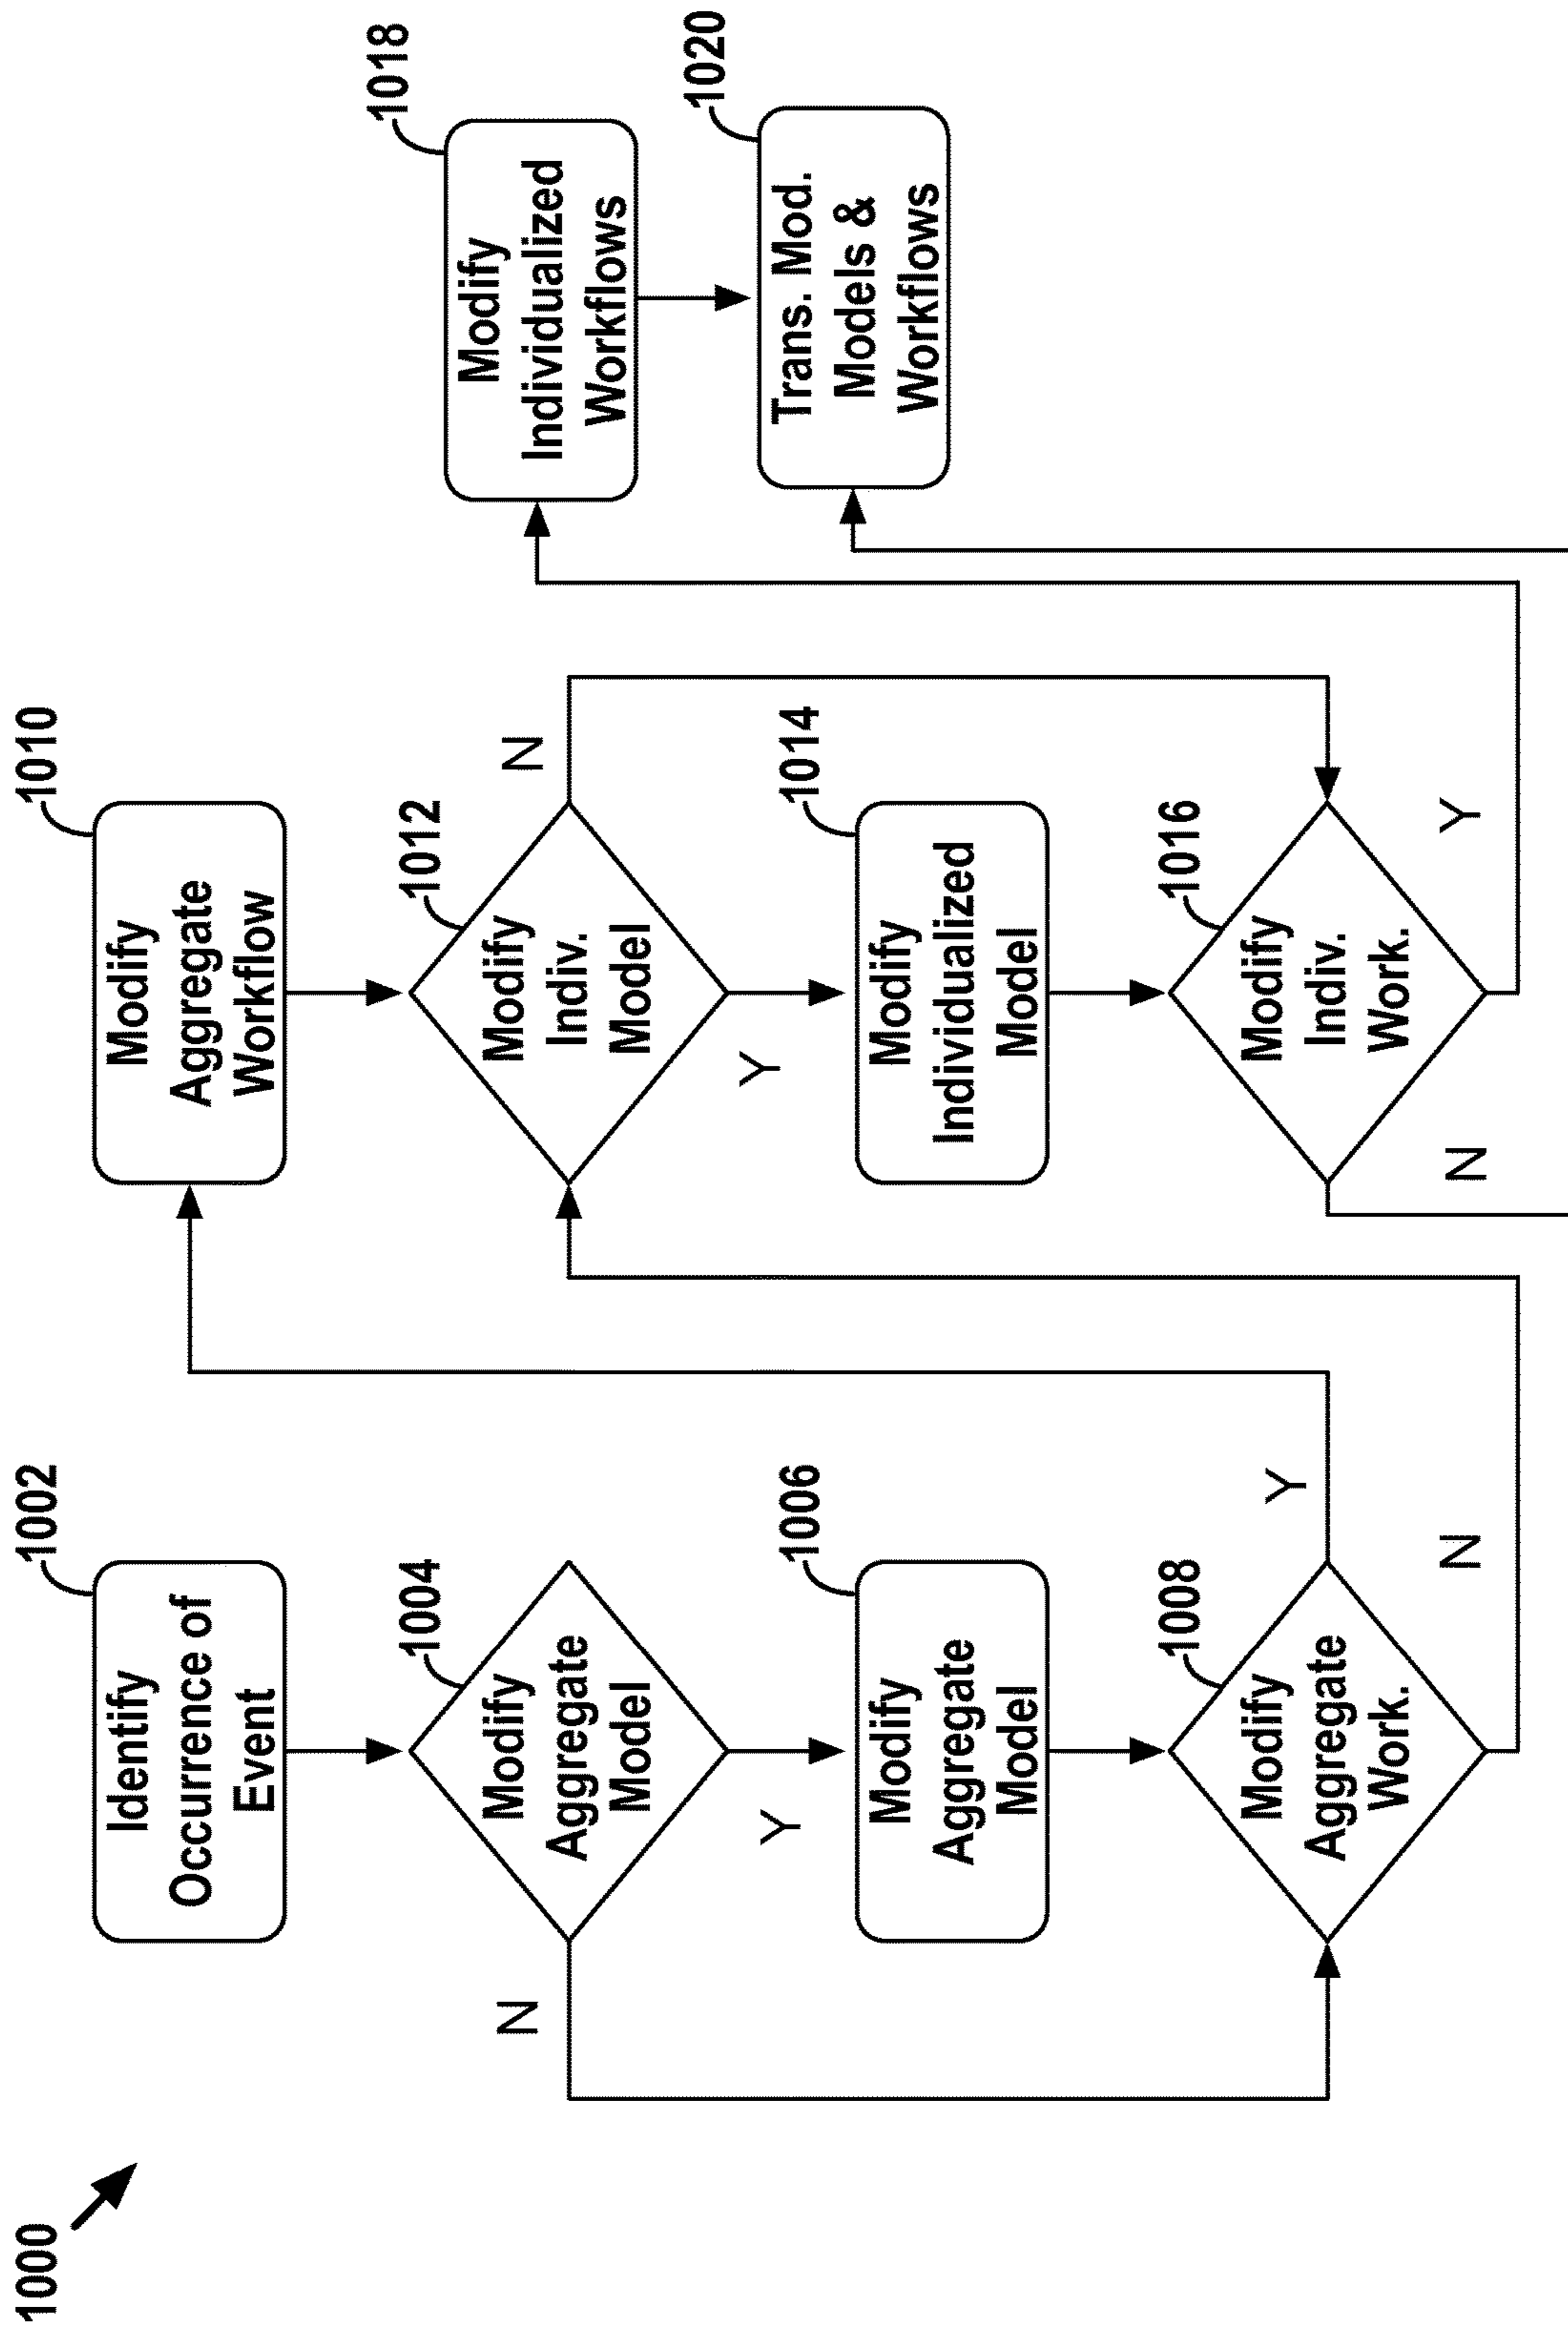 1000
1002
Identify
Occurrence of
Event
1004
Modify
Aggregate
Model
N
Y
1006
Modify
Aggregate
Model
1008
Modify
Aggregate
Work.
Y
N
1010
Modify
Aggregate
Workflow
1012
Modify
Indiv.
Model
N
Y
1014
Modify
Individualized
Model
1016
Modify
Indiv.
Work.
N
Y
1018
Modify
Individualized
Workflows
1020
Trans. Mod.
Models &
Workflows